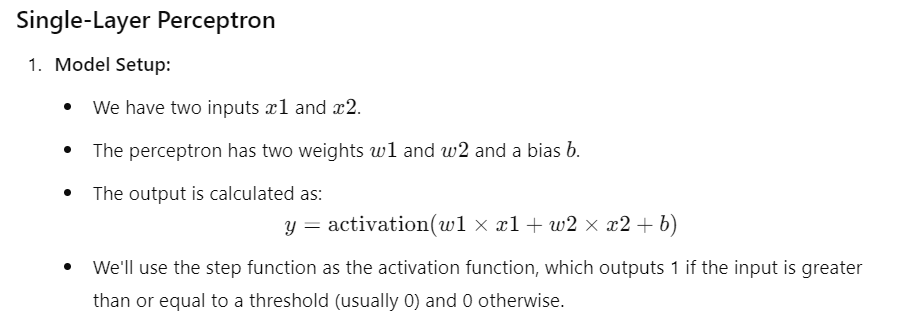 Single-Layer Perceptron
1. Model Setup:
• We have two inputs x1 and x2.
• The perceptron has two weights w1 and w2 and a bias b.
• The output is calculated as:
y = activation(w1 × x1 + w2 × x2 + b)
• We'll use the step function as the activation function, which outputs 1 if the input is greater
than or equal to a threshold (usually 0) and 0 otherwise.